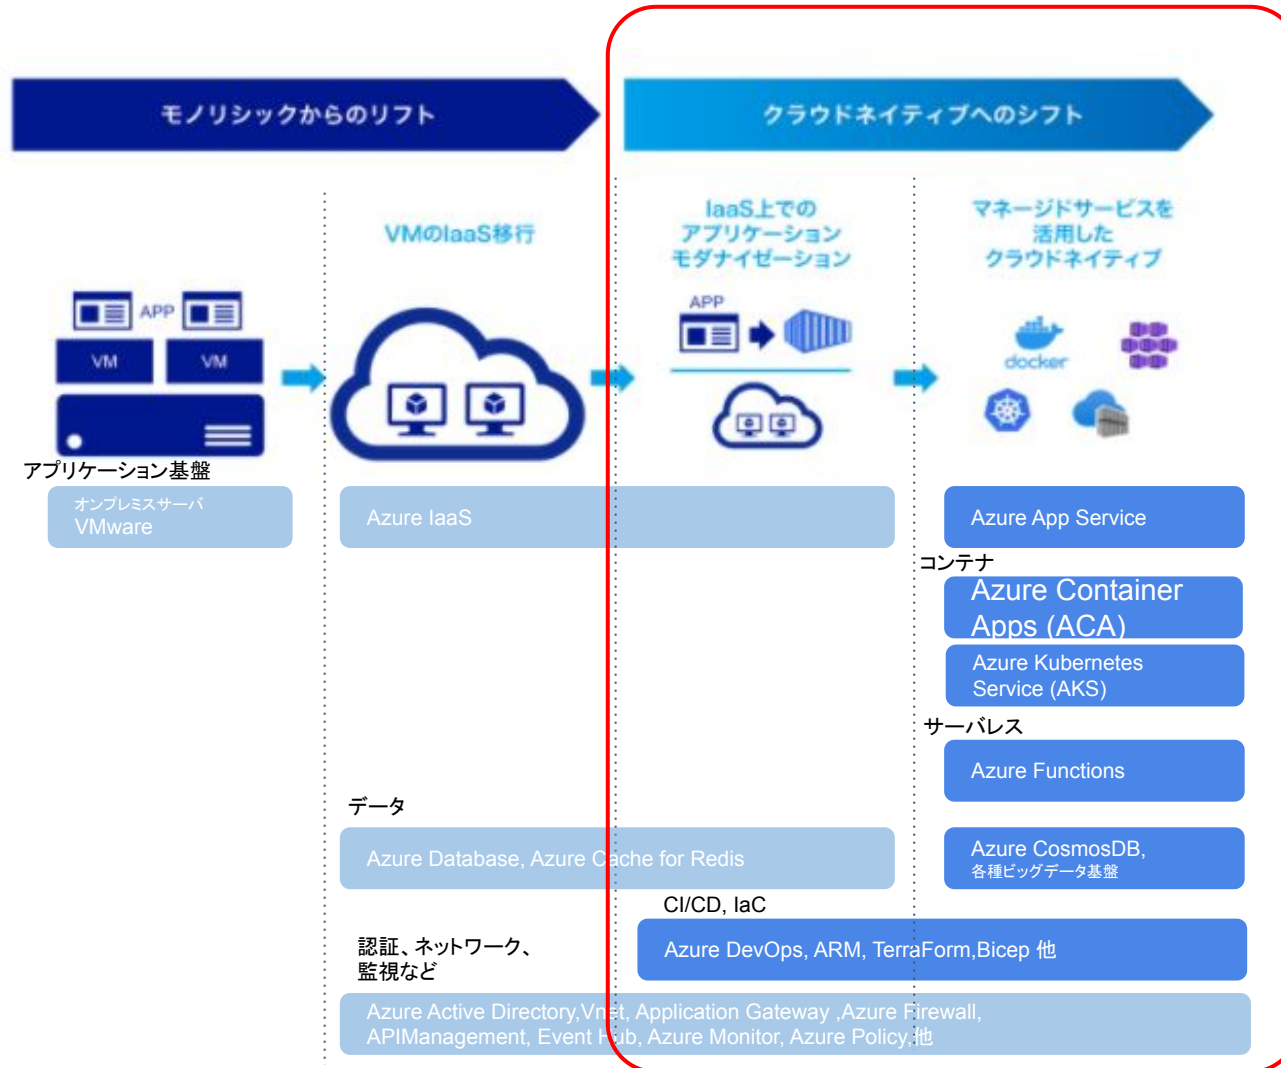 モノリシックからのリフト
クラウドネイティブへのシフト
VMのIaaS移行
IaaS上での
アプリケーション
モダナイゼーション
マネージドサービスを
活用した
クラウドネイティブ
APP
VM
VM
APP
docker
アプリケーション基盤
オンプレミスサーバ
VMware
Azure IaaS
Azure App Service
コンテナ
Azure Container
Apps (ACA)
Azure Kubernetes
Service (AKS)
サーバレス
Azure Functions
データ
Azure Database, Azure Cache for Redis
Azure CosmosDB,
各種ビッグデータ基盤
CI/CD, IaC
Azure DevOps, ARM, TerraForm,Bicep 他
認証、ネットワーク、
監視など
Azure Active Directory,Vnet, Application Gateway ,Azure Firewall,
APIManagement, Event Hub, Azure Monitor, Azure Policy,他